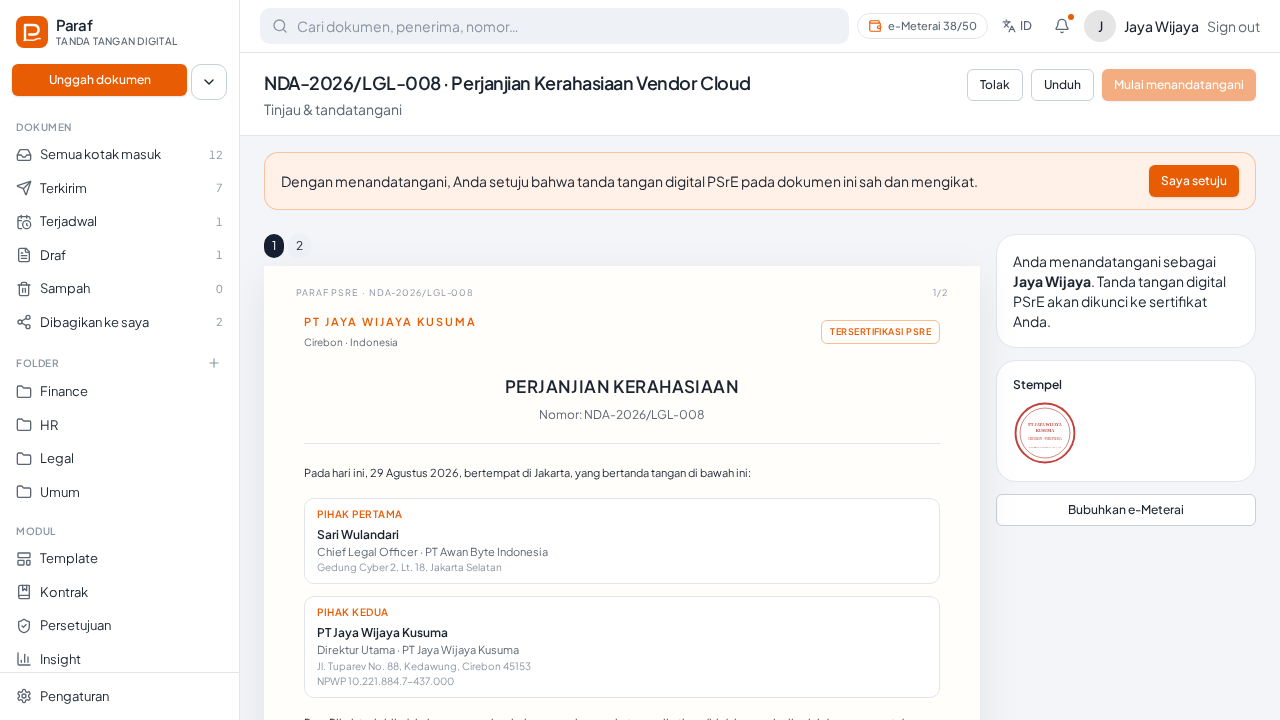 Paraf
TANDA TANGAN DIGITAL
Unggah dokumen
DOKUMEN
Semua kotak masuk 12
Terkirim 7
Terjadwal 1
Draf 1
Sampah 0
Dibagikan ke saya 2
FOLDER
Finance
HR
Legal
Umum
MODUL
Template
Kontrak
Persetujuan
Insight
Pengaturan
Cari dokumen, penerima, nomor...
e-Meterai 38/50
ID
J
Jaya Wijaya
Sign out
NDA-2026/LGL-008 · Perjanjian Kerahasiaan Vendor Cloud
Tinjau & tandatangani
Tolak
Unduh
Mulai menandatangani
Dengan menandatangani, Anda setuju bahwa tanda tangan digital PSrE pada dokumen ini sah dan mengikat.
Saya setuju
1 2
PARAF PSRE · NDA-2026/LGL-008 1/2
PT JAYA WIJAYA KUSUMA
Cirebon · Indonesia
TERSERTIFIKASI PSRE
PERJANJIAN KERAHASIAAN
Nomor: NDA-2026/LGL-008
Pada hari ini, 29 Agustus 2026, bertempat di Jakarta, yang bertanda tangan di bawah ini:
PIHAK PERTAMA
Sari Wulandari
Chief Legal Officer · PT Awan Byte Indonesia
Gedung Cyber 2, Lt. 18, Jakarta Selatan
PIHAK KEDUA
PT Jaya Wijaya Kusuma
Direktur Utama · PT Jaya Wijaya Kusuma
Jl. Tuparev No. 88, Kedawung, Cirebon 45153
NPWP 10.221.884.7-437.000
Anda menandatangani sebagai
Jaya Wijaya. Tanda tangan digital
PSrE akan dikunci ke sertifikat
Anda.
Stempel
PT JAYA WIJAYA
KUSUMA
CIREBON · INDONESIA
Bubuhkan e-Meterai